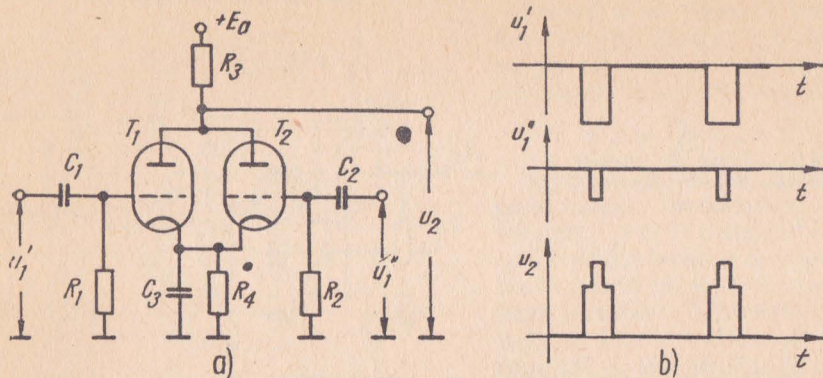 +E₀
R₃
T₁
T₂
C₁
C₂
u₁'
R₁
C₃
R₄
R₂
u₁"
u₂
a)
u₁'
t
u₁"
t
u₂
t
b)